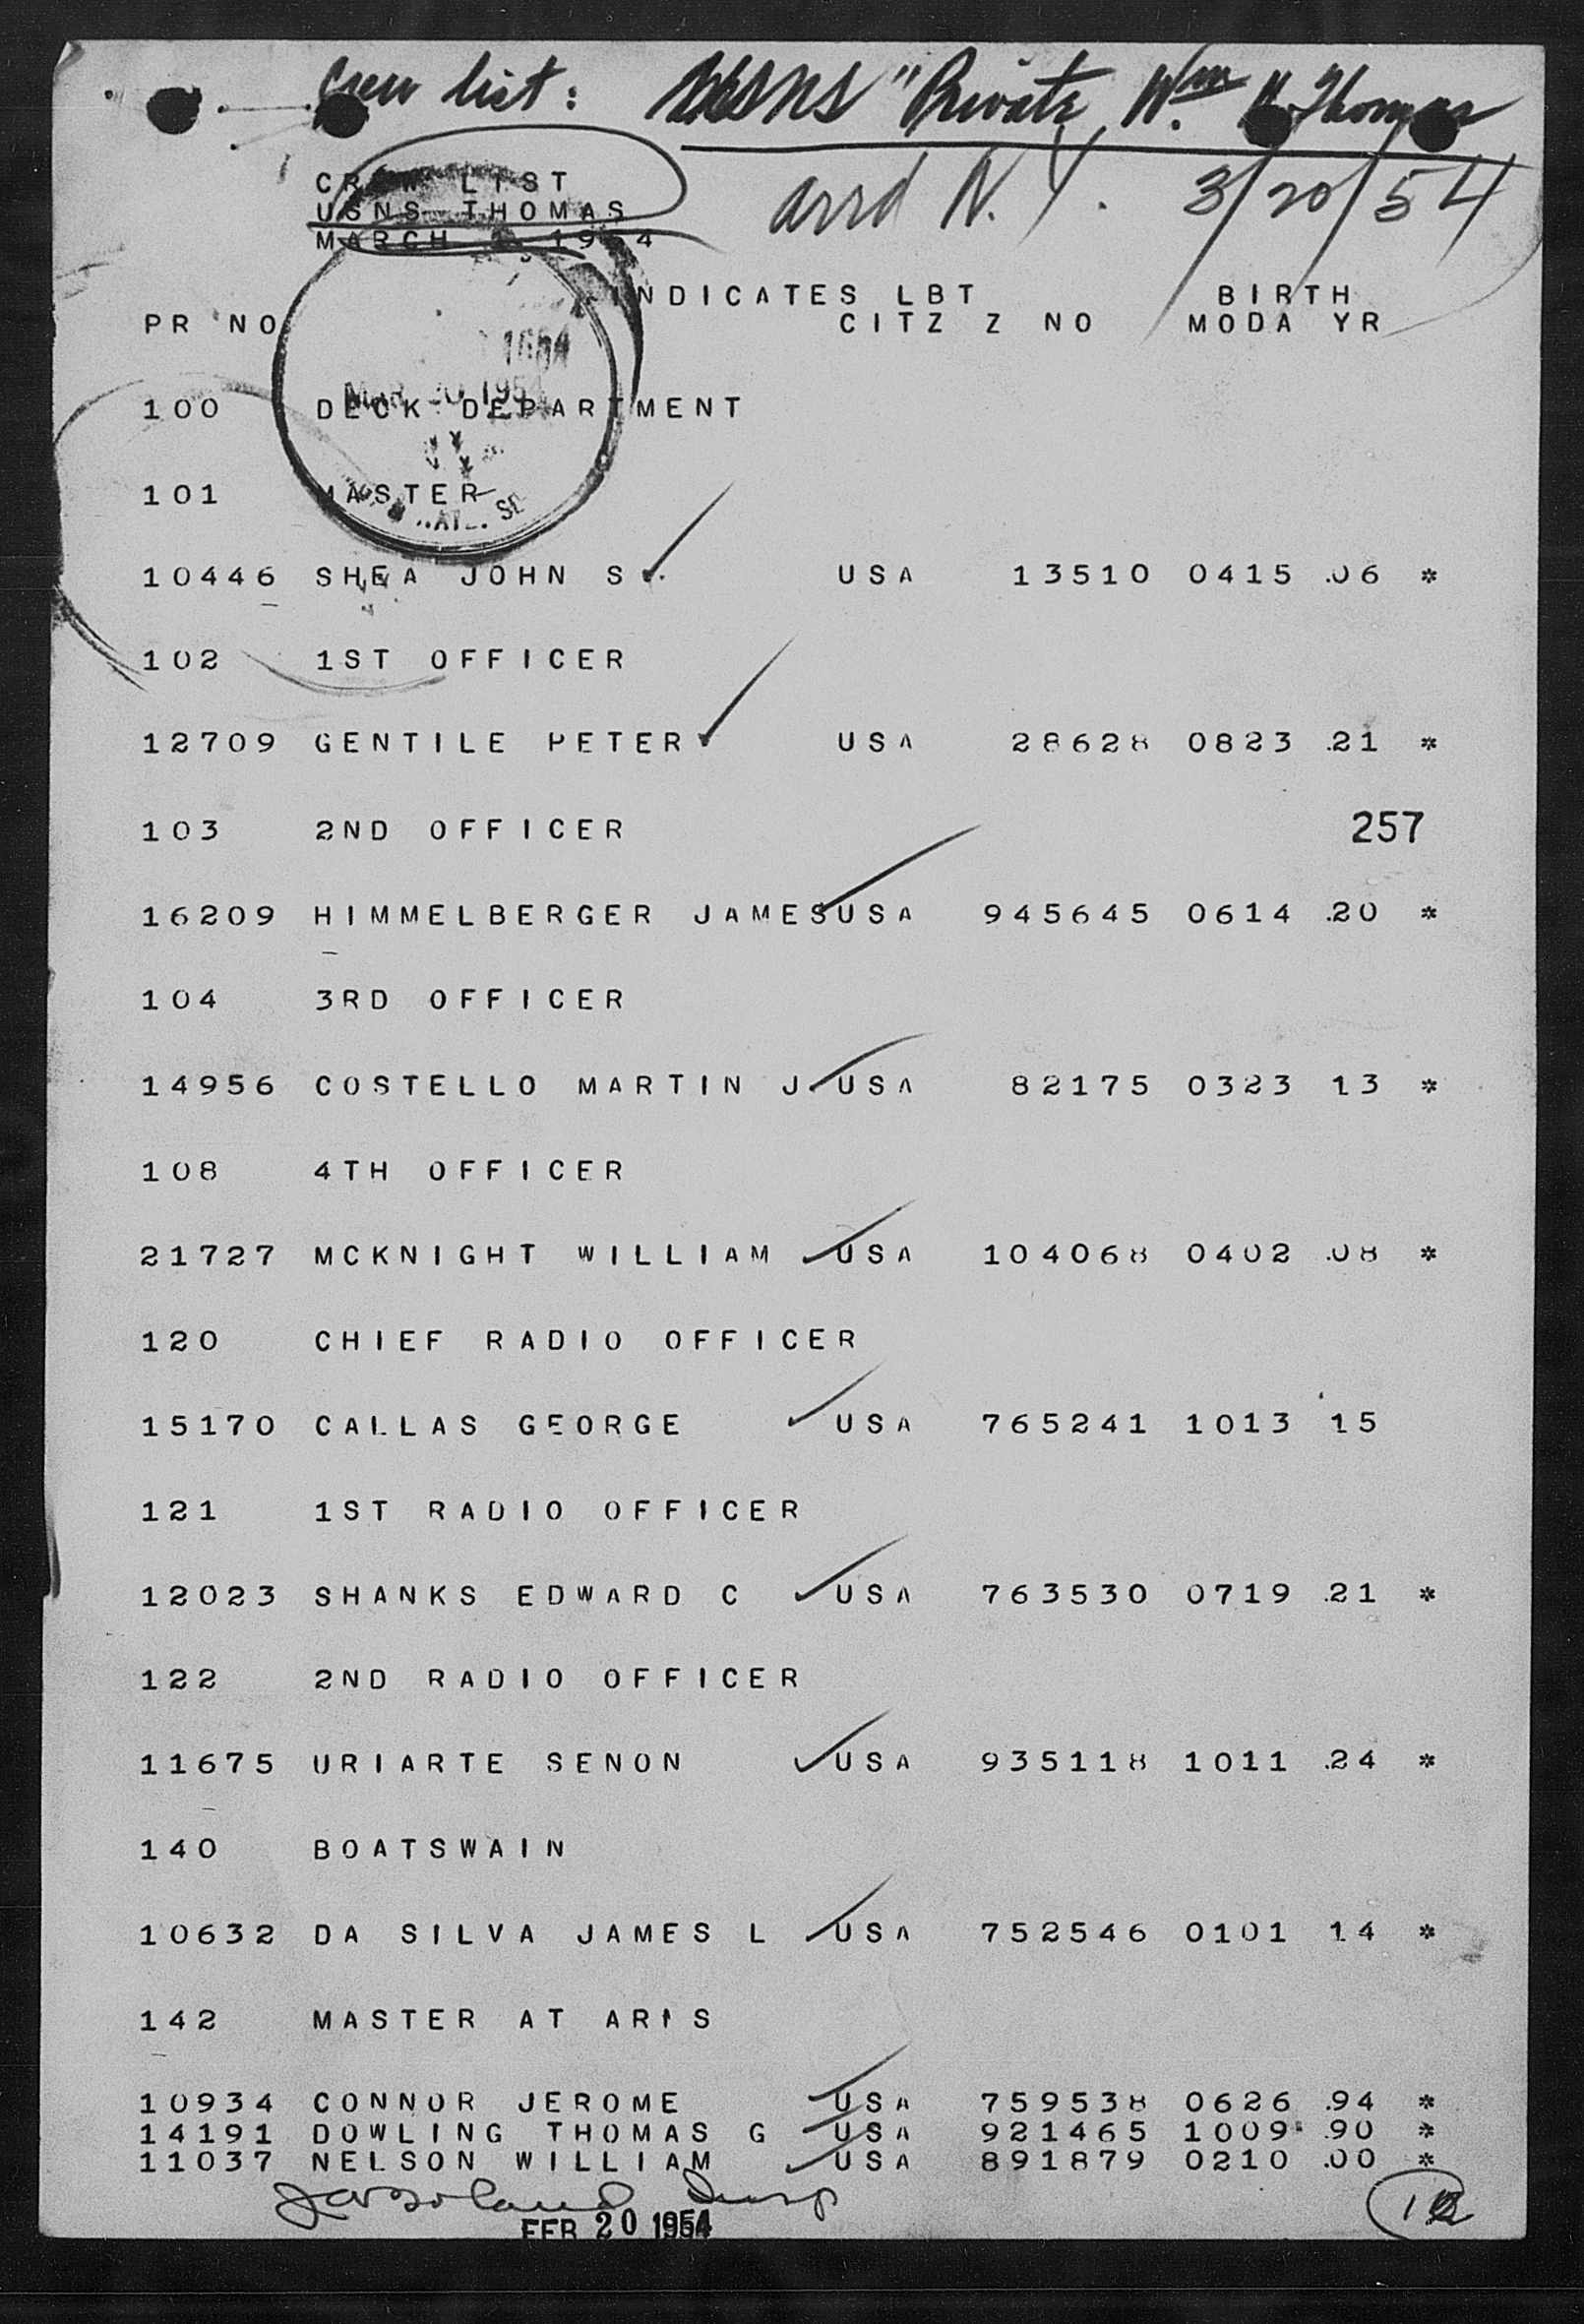 Crew list: USNS "Private Wm H. Thomas
arrd N.Y. 3/20/54
CREW LIST
USNS THOMAS
MARCH 1954
INDICATES LBT BIRTH
PR NO CITZ Z NO MODA YR
1954
MAR 20 1954
100 DECK DEPARTMENT
101 MASTER
10446 SHEA JOHN S USA 13510 0415 .06 *
102 1ST OFFICER
12709 GENTILE PETER USA 28628 0823 .21 *
103 2ND OFFICER 257
16209 HIMMELBERGER JAMES USA 945645 0614 .20 *
104 3RD OFFICER
14956 COSTELLO MARTIN J USA 82175 0323 13 *
108 4TH OFFICER
21727 MCKNIGHT WILLIAM USA 104068 0402 .08 *
120 CHIEF RADIO OFFICER
15170 CALLAS GEORGE USA 765241 1013 15
121 1ST RADIO OFFICER
12023 SHANKS EDWARD C USA 763530 0719 .21 *
122 2ND RADIO OFFICER
11675 URIARTE SENON USA 935118 1011 .24 *
140 BOATSWAIN
10632 DA SILVA JAMES L USA 752546 0101 14 *
142 MASTER AT ARMS
10934 CONNOR JEROME USA 759538 0626 .94 *
14191 DOWLING THOMAS G USA 921465 1009 .90 *
11037 NELSON WILLIAM USA 891879 0210 .00 *
FEB 20 1954